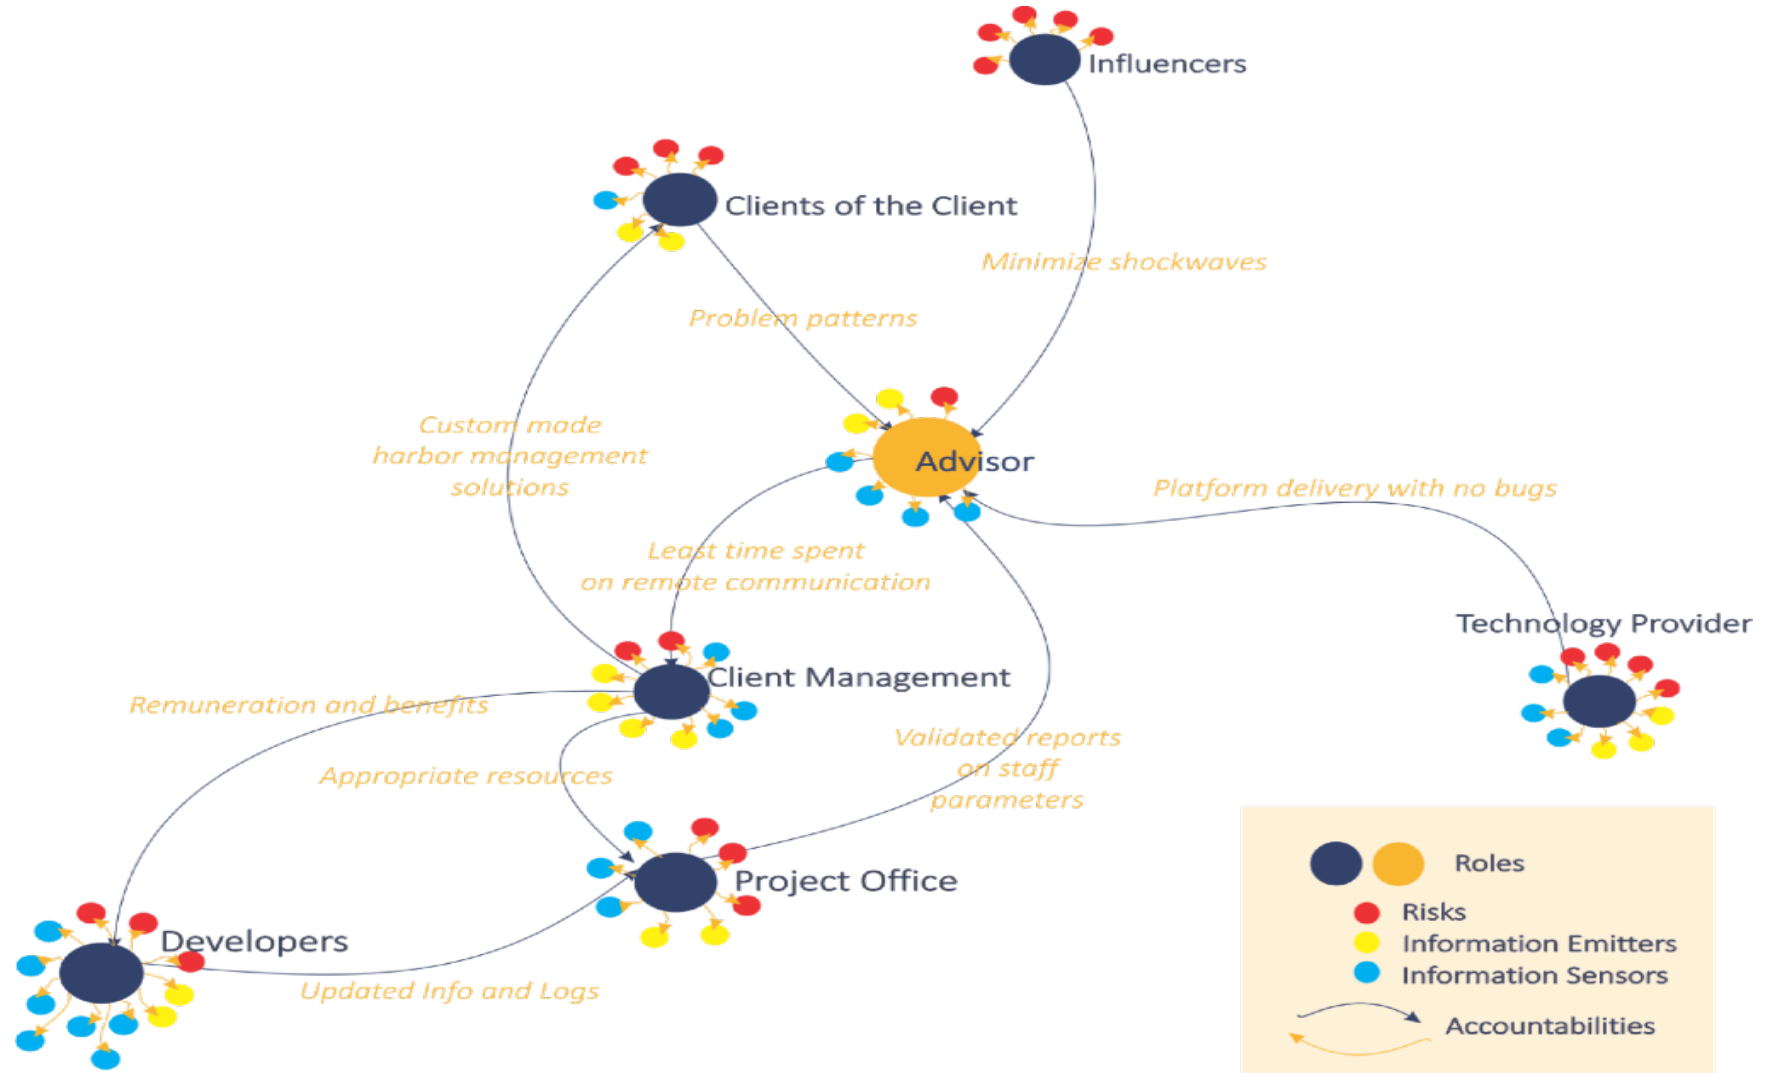 Influencers
Clients of the Client
Minimize shockwaves
Problem patterns
Custom made
harbor management
solutions
Advisor
Platform delivery with no bugs
Least time spent
on remote communication
Technology Provider
Client Management
Remuneration and benefits
Validated reports
on staff
parameters
Appropriate resources
Project Office
Developers
Updated Info and Logs
Roles
Risks
Information Emitters
Information Sensors
Accountabilities